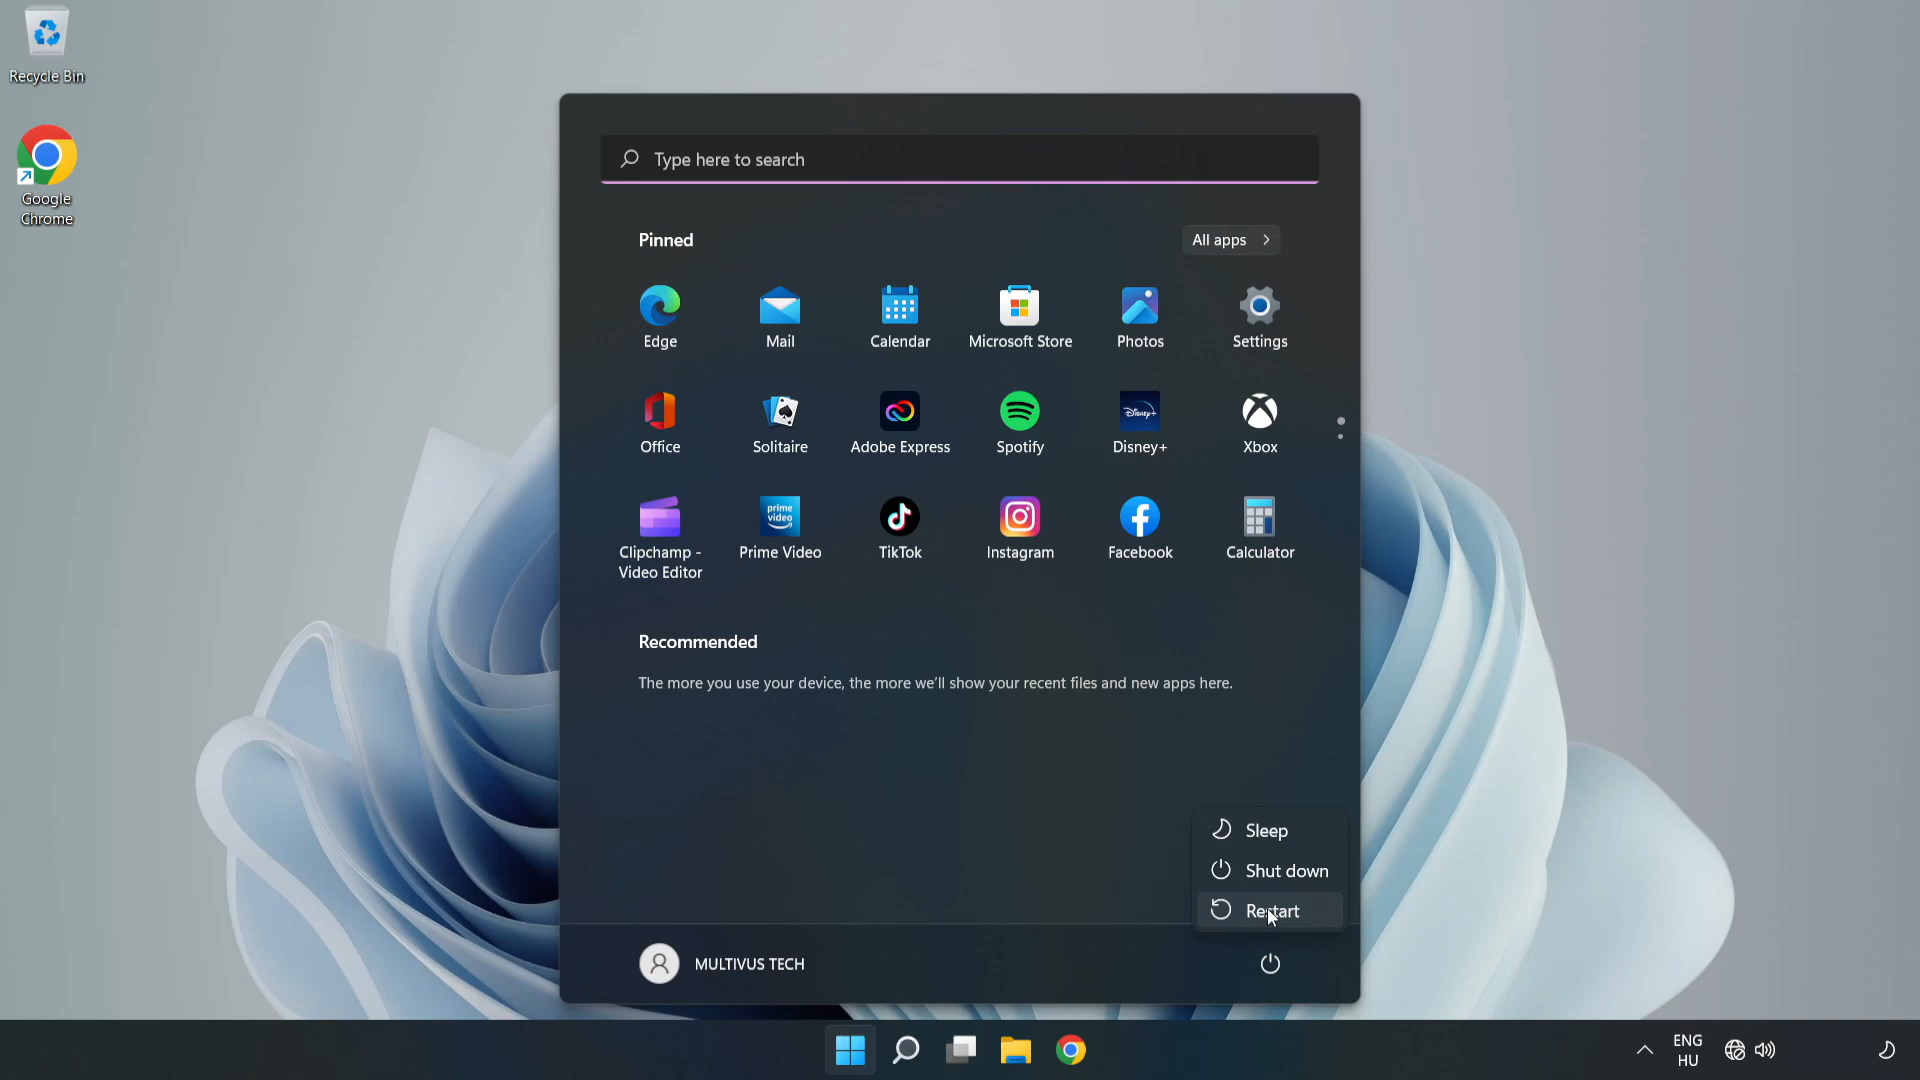 Recycle Bin
Google
Chrome
Type here to search
Pinned
All apps
Edge
Mail
Calendar
Microsoft Store
Photos
Settings
Office
Solitaire
Adobe Express
Disney+
Spotify
Disney+
Xbox
prime
video
Clipchamp -
Video Editor
Prime Video
TikTok
Instagram
Facebook
Calculator
Recommended
The more you use your device, the more we'll show your recent files and new apps here.
Sleep
Shut down
Restart
MULTIVUS TECH
ENG
HU